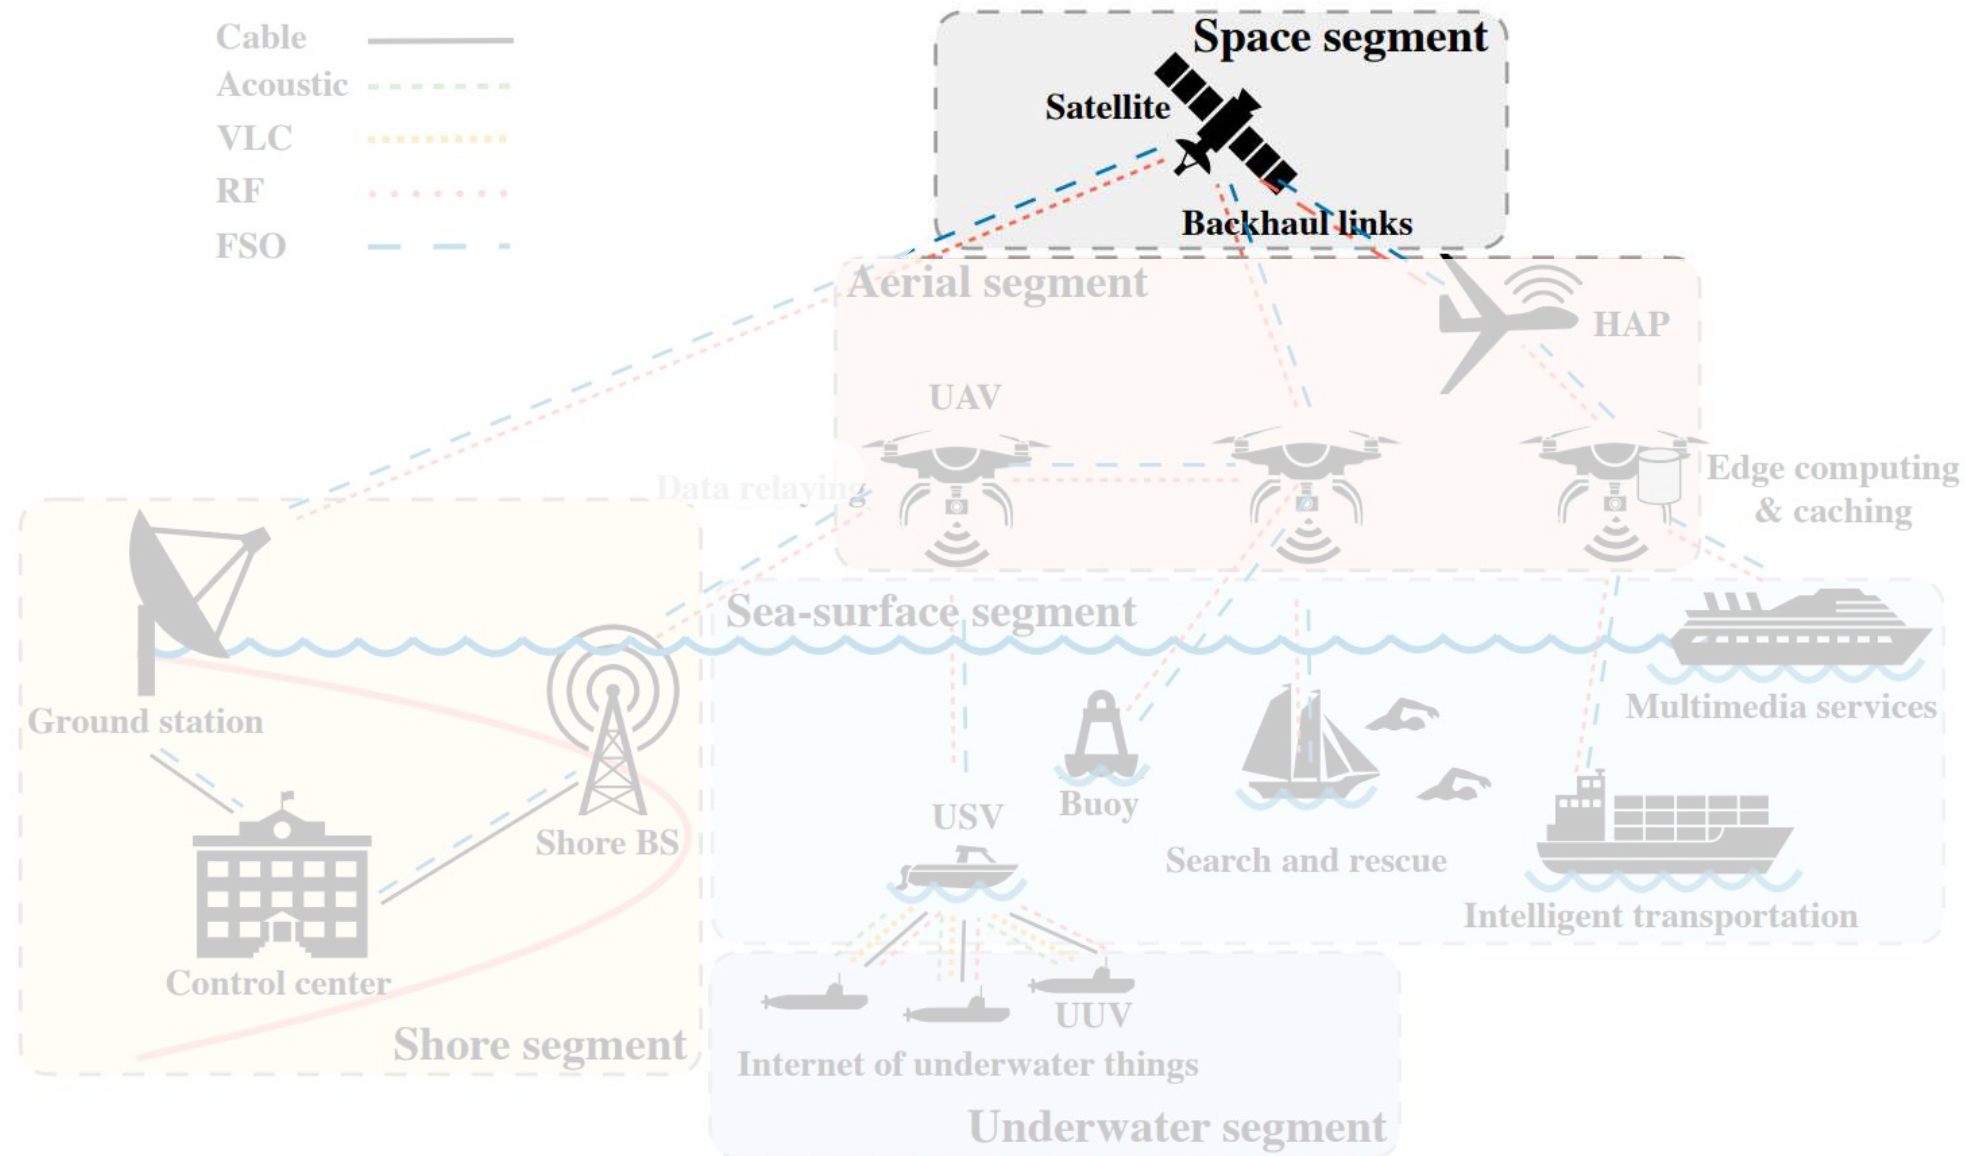 Cable
Acoustic
VLC
RF
FSO
Space segment
Satellite
Backhaul links
Aerial segment
HAP
UAV
Data relaying
Edge computing
& caching
Sea-surface segment
Ground station
Multimedia services
Buoy
USV
Shore BS
Search and rescue
Intelligent transportation
Control center
UUV
Shore segment
Internet of underwater things
Underwater segment